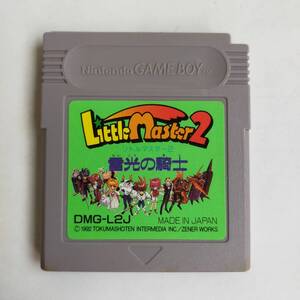 Nintendo GAME BOY
Little Master 2
リトルマスター2
雷光の騎士
DMG-L2J
MADE IN JAPAN
© 1992 TOKUMASHOTEN INTERMEDIA INC./ZENER WORKS